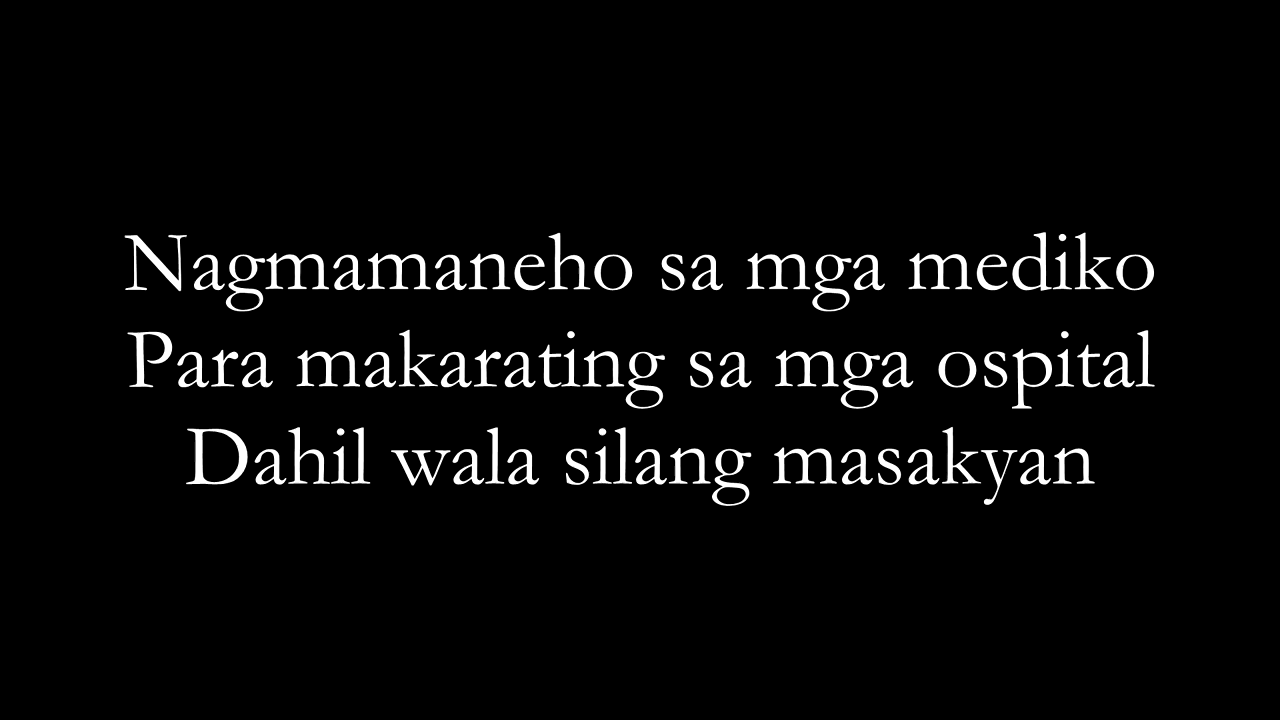 Nagmamaneho sa mga mediko
Para makarating sa mga ospital
Dahil wala silang masakyan